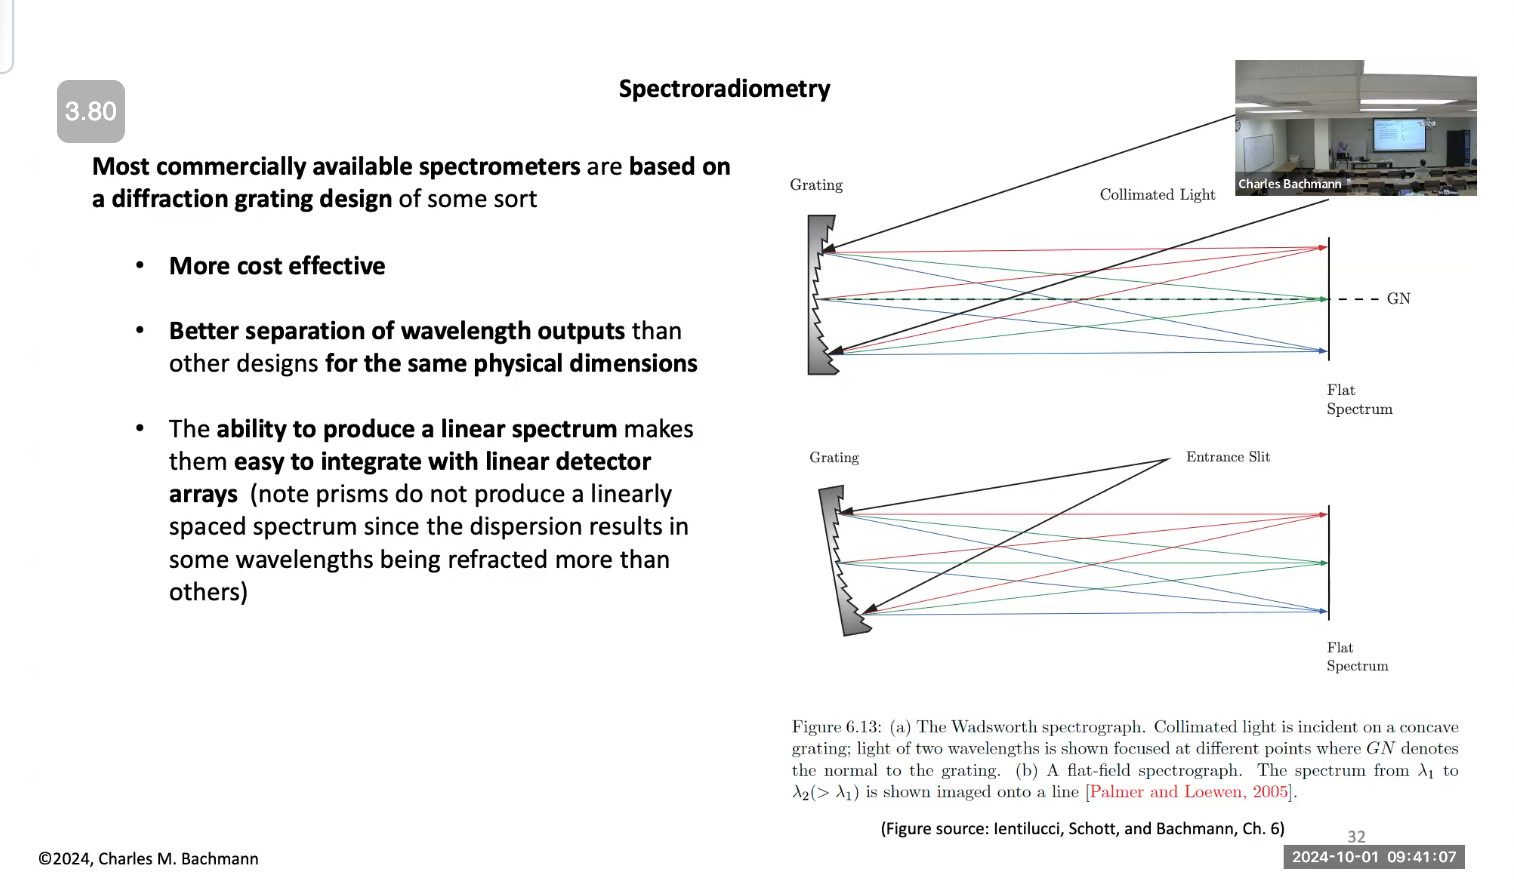 Spectroradiometry
3.80
Most commercially available spectrometers are based on
a diffraction grating design of some sort
• More cost effective
• Better separation of wavelength outputs than
other designs for the same physical dimensions
• The ability to produce a linear spectrum makes
them easy to integrate with linear detector
arrays (note prisms do not produce a linearly
spaced spectrum since the dispersion results in
some wavelengths being refracted more than
others)
Grating
Collimated Light
Charles Bachmann
GN
Flat
Spectrum
Grating
Entrance Slit
Flat
Spectrum
Figure 6.13: (a) The Wadsworth spectrograph. Collimated light is incident on a concave
grating; light of two wavelengths is shown focused at different points where GN denotes
the normal to the grating. (b) A flat-field spectrograph. The spectrum from λ₁ to
λ₂(> λ₁) is shown imaged onto a line [Palmer and Loewen, 2005].
(Figure source: Ientilucci, Schott, and Bachmann, Ch. 6)
32
©2024, Charles M. Bachmann
2024-10-01 09:41:07